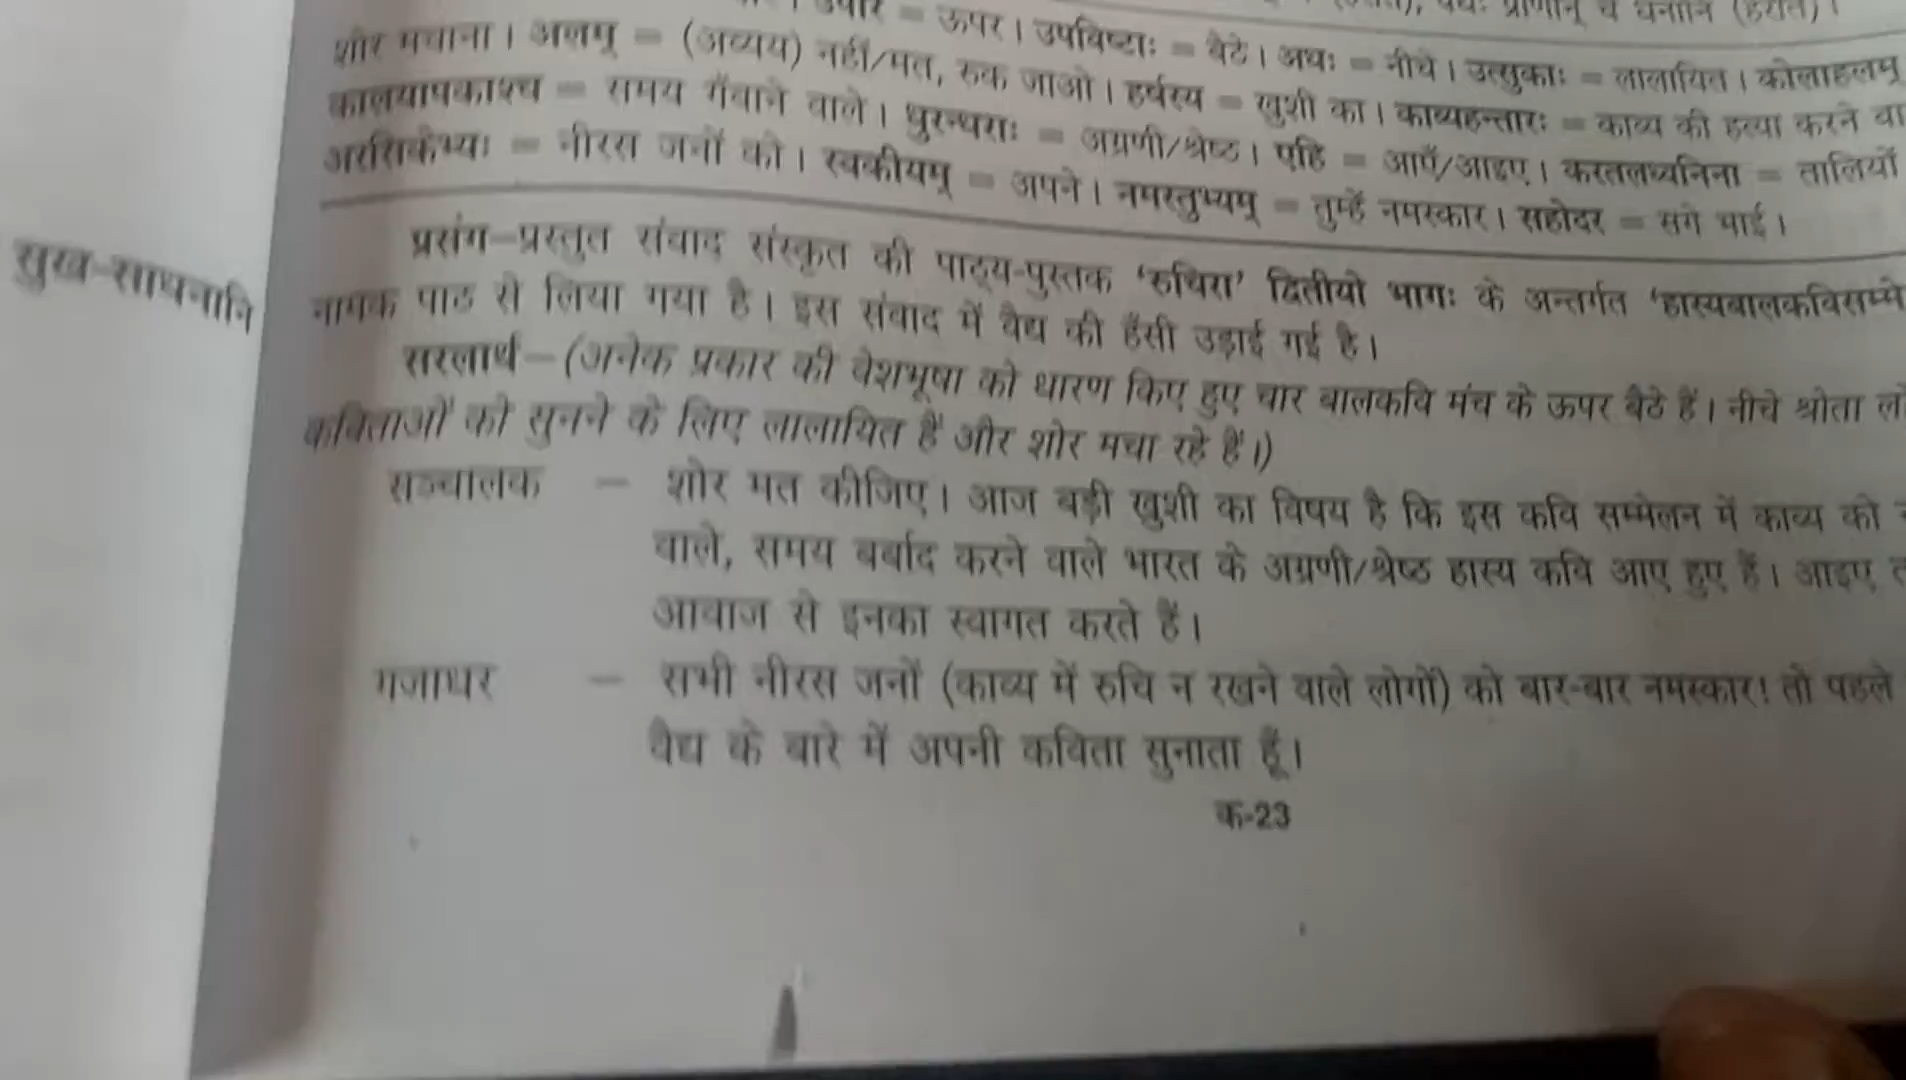 उपरि = ऊपर। उपविष्टाः = बैठे। अधः = नीचे। उत्सुकाः = लालायित। कोलाहलम्
शोर मचाना। अलम् = (अव्यय) नहीं/मत, रुक जाओ। हर्षस्य = खुशी का। काव्यहन्तारः = काव्य की हत्या करने वा
कालयापकाश्च = समय गँवाने वाले। धुरन्धराः = अग्रणी/श्रेष्ठ। एहि = आएँ/आइए। करतलध्वनिना = तालियों
अरसिकेभ्यः = नीरस जनों को। स्वकीयम् = अपने। नमस्तुभ्यम् = तुम्हें नमस्कार। सहोदर = सगे भाई।
सुख-साधनानि
प्रसंग–प्रस्तुत संवाद संस्कृत की पाठ्य-पुस्तक ‘रुचिरा’ द्वितीयो भागः के अन्तर्गत ‘हास्यबालकविसम्मे
नामक पाठ से लिया गया है। इस संवाद में वैद्य की हँसी उड़ाई गई है।
सरलार्थ–(अनेक प्रकार की वेशभूषा को धारण किए हुए चार बालकवि मंच के ऊपर बैठे हैं। नीचे श्रोता
कविताओं को सुनने के लिए लालायित हैं और शोर मचा रहे हैं।)
सञ्चालक – शोर मत कीजिए। आज बड़ी खुशी का विषय है कि इस कवि सम्मेलन में काव्य को
वाले, समय बर्बाद करने वाले भारत के अग्रणी/श्रेष्ठ हास्य कवि आए हुए हैं। आइए
आवाज से इनका स्वागत करते हैं।
गजाधर – सभी नीरस जनों (काव्य में रुचि न रखने वाले लोगों) को बार-बार नमस्कार! तो पहले
वैद्य के बारे में अपनी कविता सुनाता हूँ।
क-23